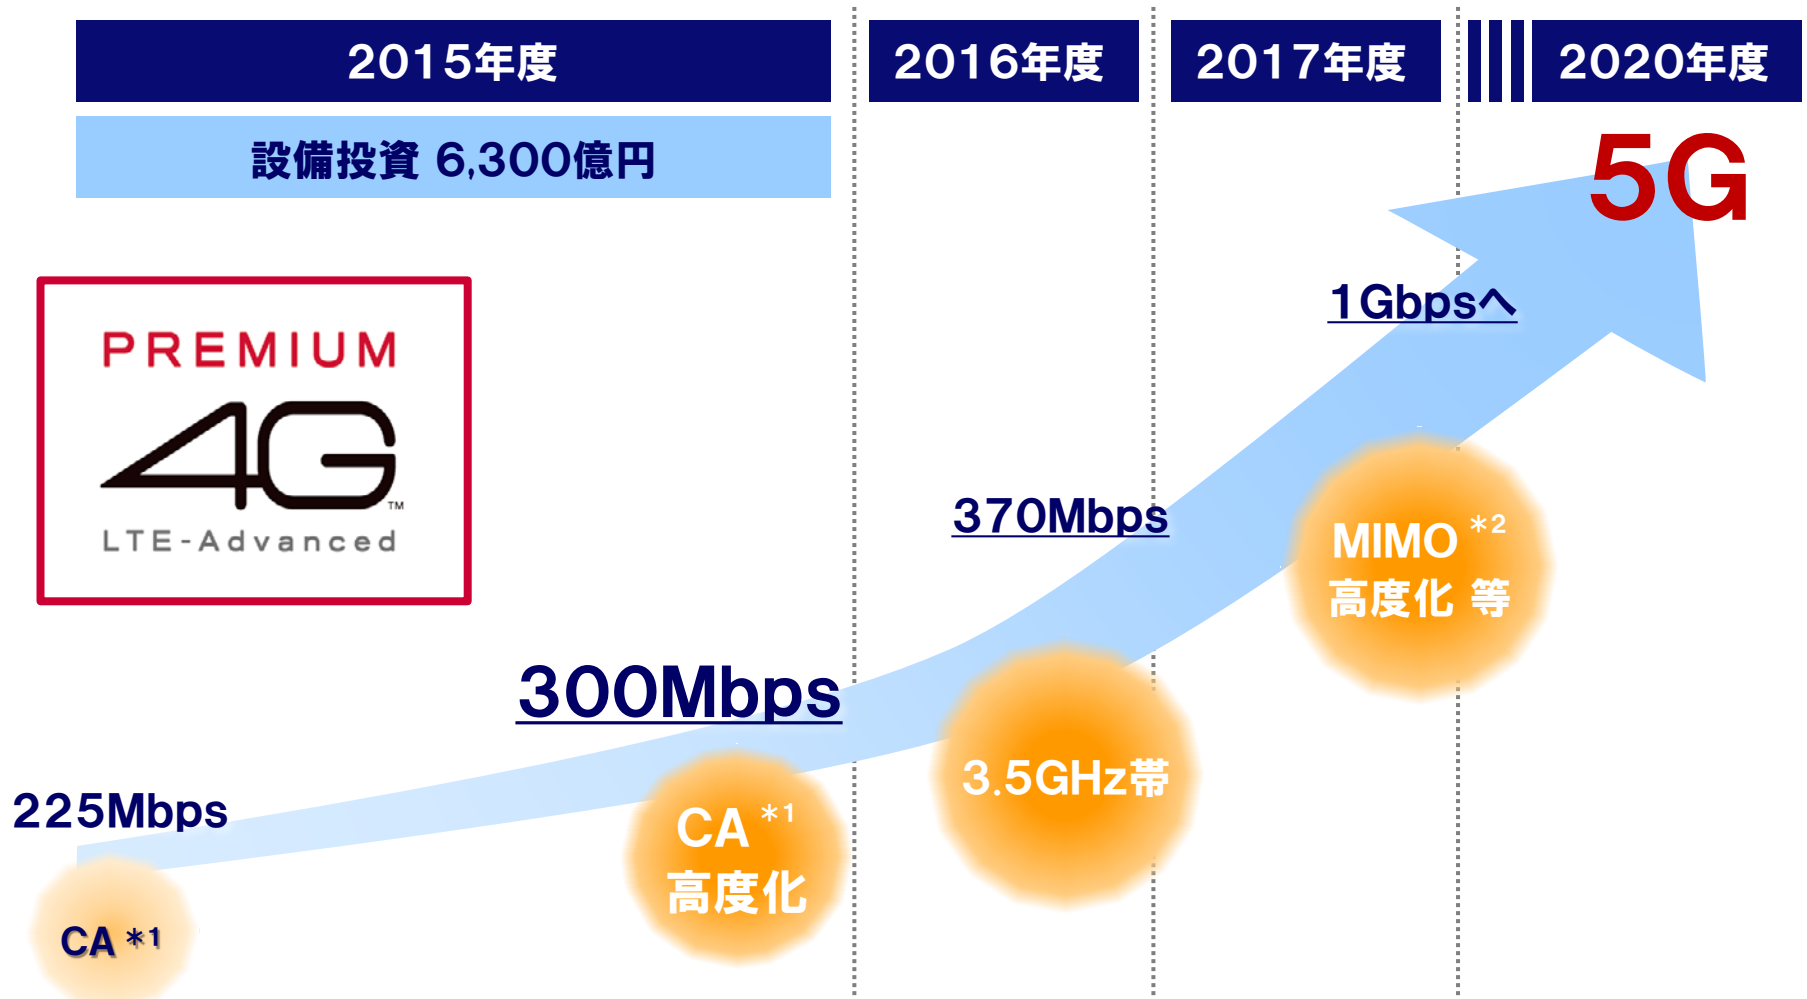 2015年度
2016年度
2017年度
2020年度
設備投資 6,300億円
5G
1Gbpsへ
PREMIUM
4G™
LTE-Advanced
370Mbps
MIMO＊2
高度化 等
300Mbps
3.5GHz帯
225Mbps
CA＊1
高度化
CA＊1